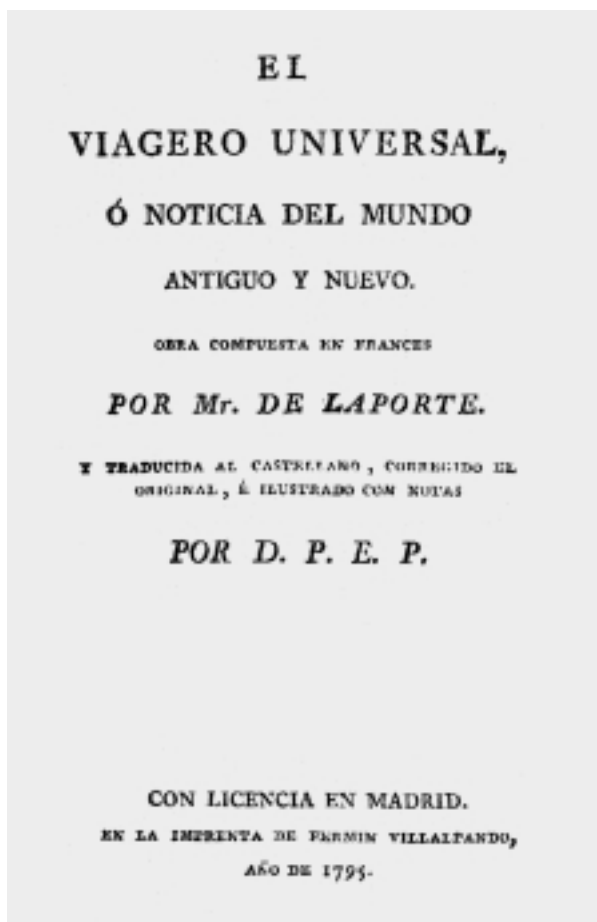 EL
VIAGERO UNIVERSAL,
Ó NOTICIA DEL MUNDO
ANTIGUO Y NUEVO.
OBRA COMPUESTA EN FRANCES
POR Mr. DE LAPORTE.
Y TRADUCIDA AL CASTELLANO, CORREGIDO EL
ORIGINAL, É ILUSTRADO CON NOTAS
POR D. P. E. P.
CON LICENCIA EN MADRID.
EN LA IMPRENTA DE FERMIN VILLALPANDO,
AÑO DE 1795.